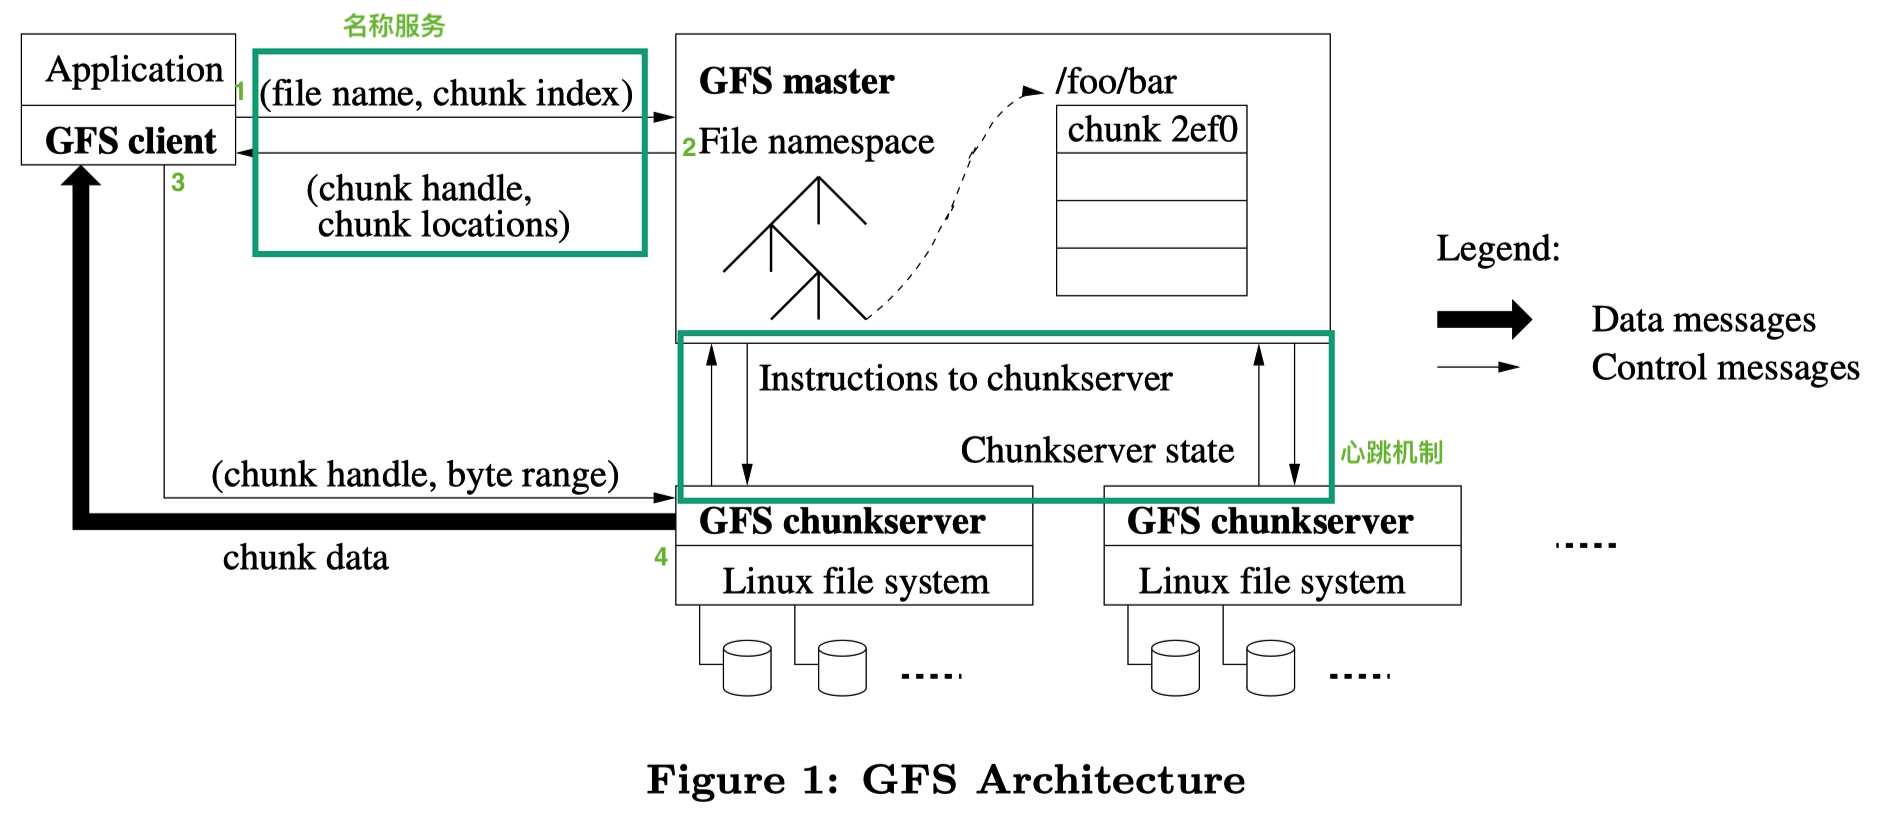 名称服务
Application
1
(file name, chunk index)
GFS client
2
3
(chunk handle,
chunk locations)
GFS master
File namespace
/foo/bar
chunk 2ef0
Legend:
Data messages
Control messages
Instructions to chunkserver
Chunkserver state
心跳机制
(chunk handle, byte range)
chunk data
4
GFS chunkserver
Linux file system
GFS chunkserver
Linux file system
Figure 1: GFS Architecture